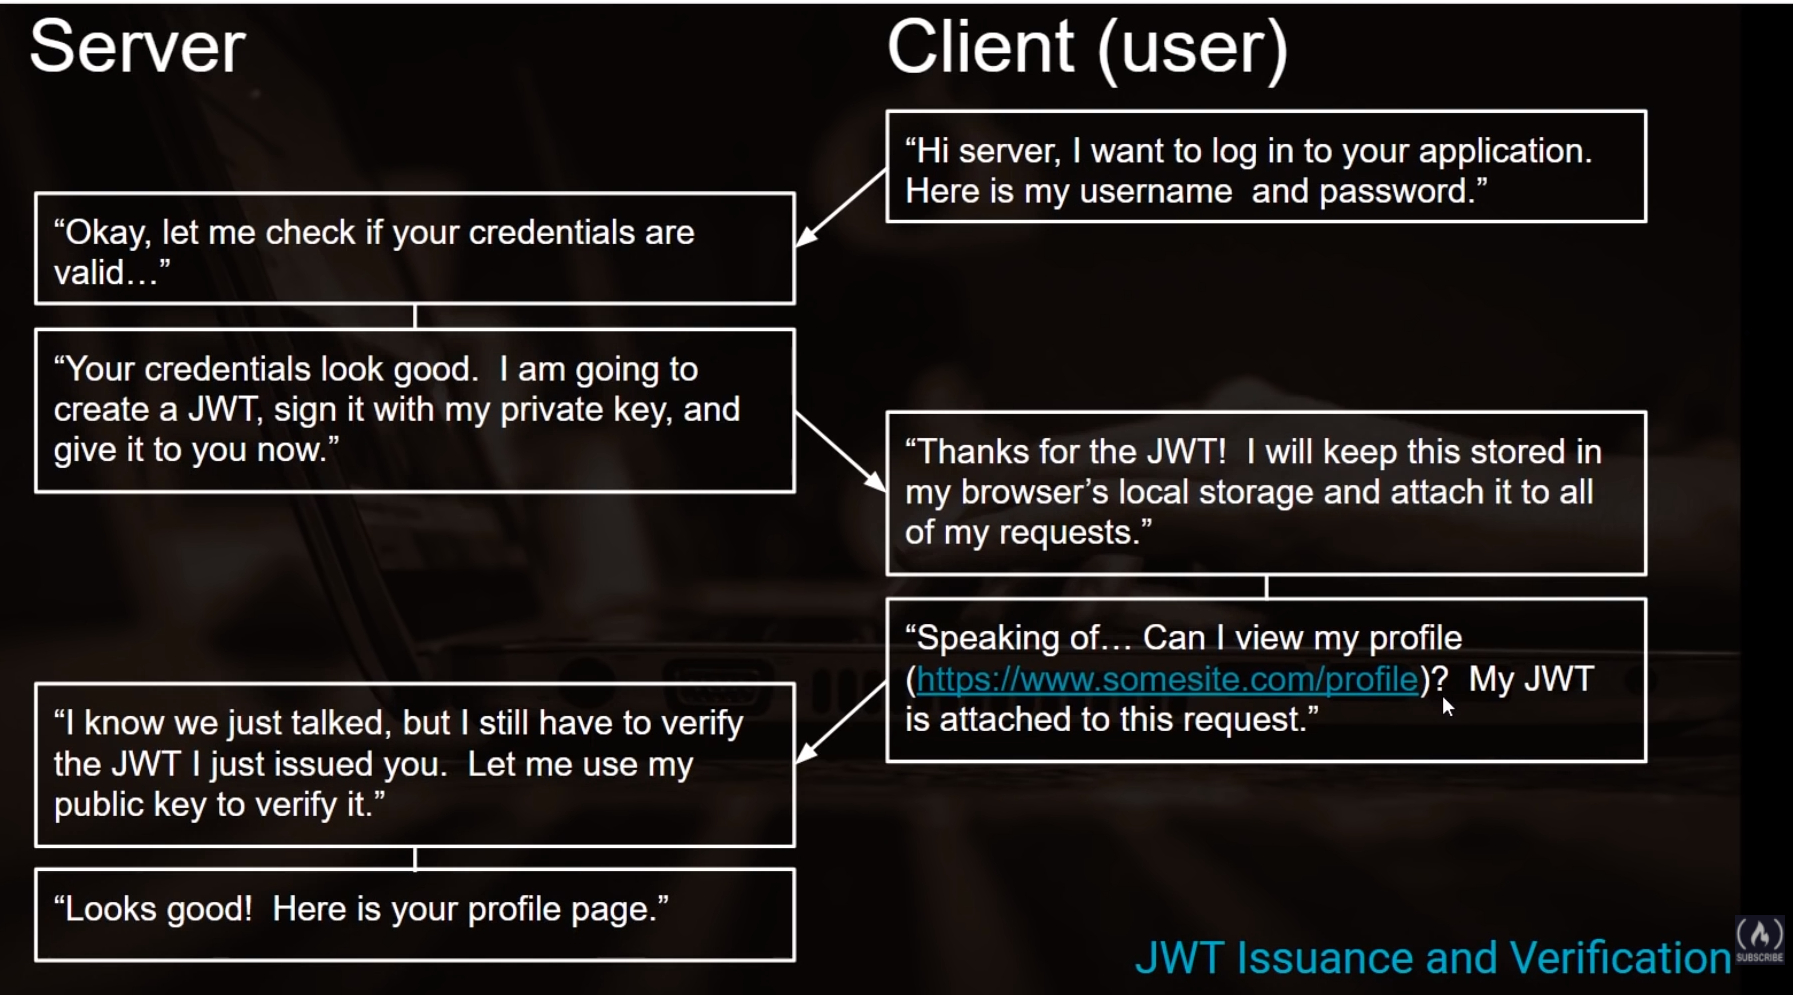 Server
Client (user)
“Hi server, I want to log in to your application.
Here is my username  and password.”
“Okay, let me check if your credentials are
valid…”
“Your credentials look good.  I am going to
create a JWT, sign it with my private key, and
give it to you now.”
“Thanks for the JWT!  I will keep this stored in
my browser’s local storage and attach it to all
of my requests.”
“Speaking of… Can I view my profile
(https://www.somesite.com/profile)?  My JWT
is attached to this request.”
“I know we just talked, but I still have to verify
the JWT I just issued you.  Let me use my
public key to verify it.”
“Looks good!  Here is your profile page.”
JWT Issuance and Verification
SUBSCRIBE